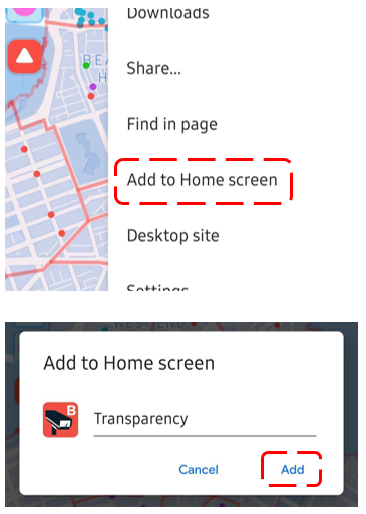 Downloads
BEA
H
Share...
Find in page
Add to Home screen
Desktop site
Settings
WEST END
Add to Home screen
B
Transparency
Cancel
Add